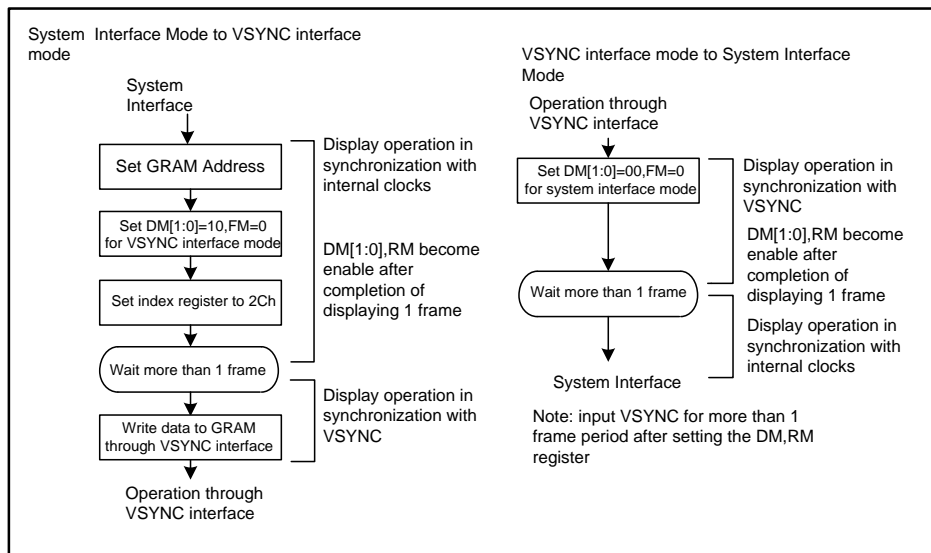 System Interface Mode to VSYNC interface
mode
System
Interface
Set GRAM Address
Set DM[1:0]=10,FM=0
for VSYNC interface mode
Set index register to 2Ch
Wait more than 1 frame
Write data to GRAM
through VSYNC interface
Operation through
VSYNC interface
Display operation in
synchronization with
internal clocks
DM[1:0],RM become
enable after
completion of
displaying 1 frame
Display operation in
synchronization with
VSYNC
VSYNC interface mode to System Interface
Mode
Operation through
VSYNC interface
Set DM[1:0]=00,FM=0
for system interface mode
Wait more than 1 frame
System Interface
Display operation in
synchronization with
VSYNC
DM[1:0],RM become
enable after
completion of
displaying 1 frame
Display operation in
synchronization with
internal clocks
Note: input VSYNC for more than 1
frame period after setting the DM,RM
register